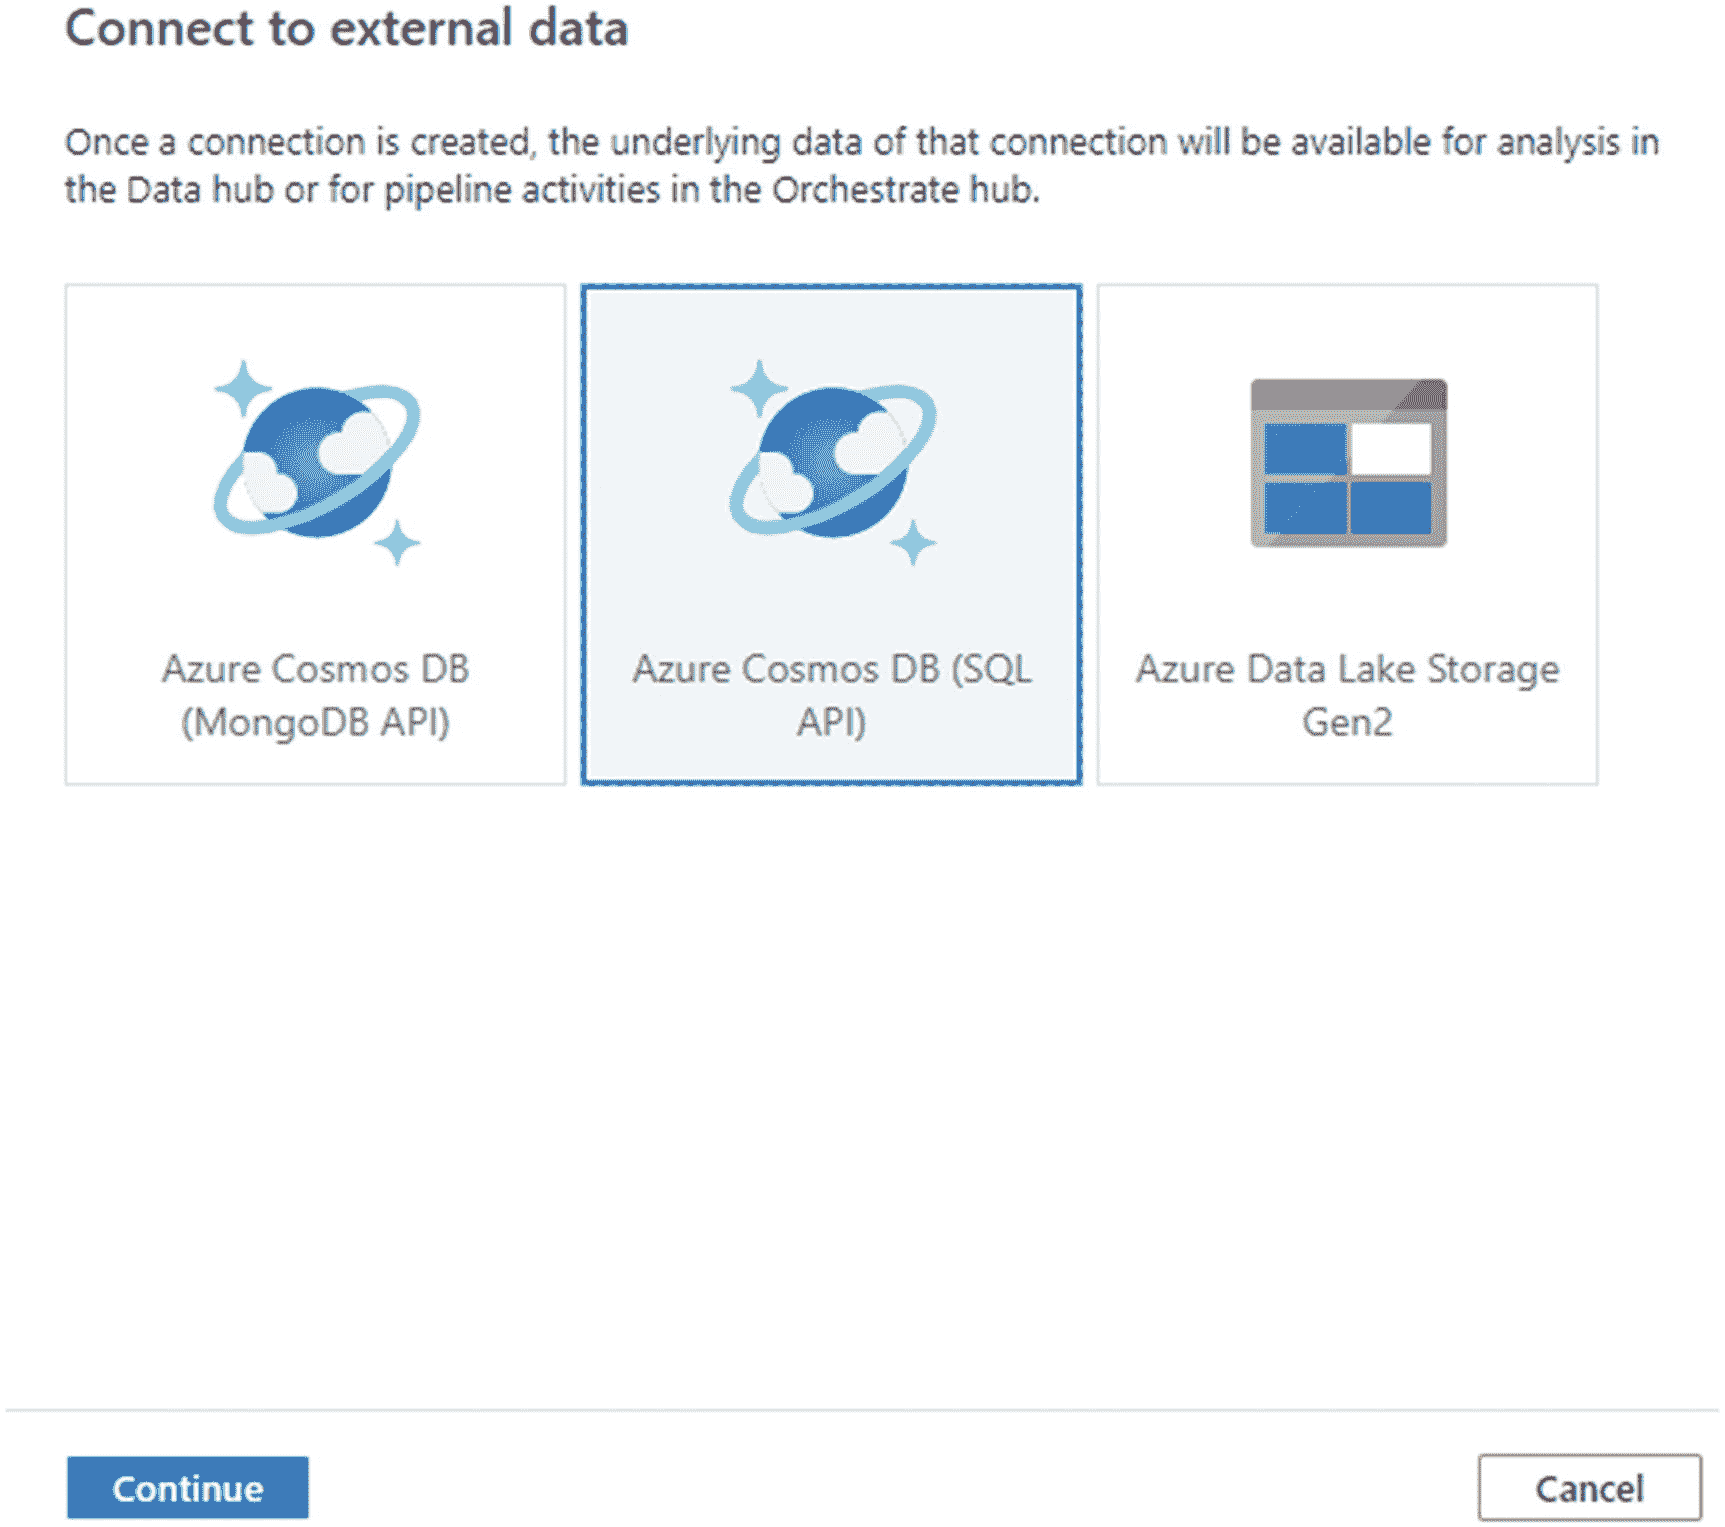 Connect to external data
Once a connection is created, the underlying data of that connection will be available for analysis in
the Data hub or for pipeline activities in the Orchestrate hub.
Azure Cosmos DB
(MongoDB API)
Azure Cosmos DB (SQL
API)
Azure Data Lake Storage
Gen2
Continue
Cancel